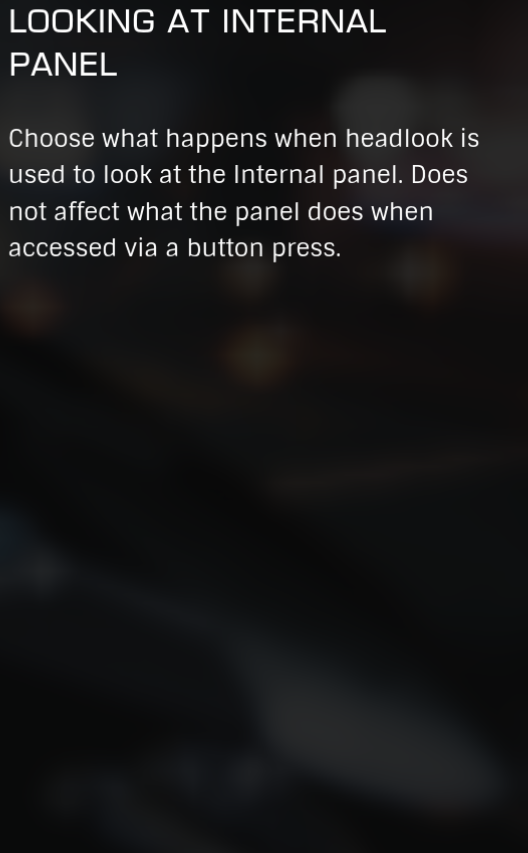 LOOKING AT INTERNAL
PANEL
Choose what happens when headlook is
used to look at the Internal panel. Does
not affect what the panel does when
accessed via a button press.